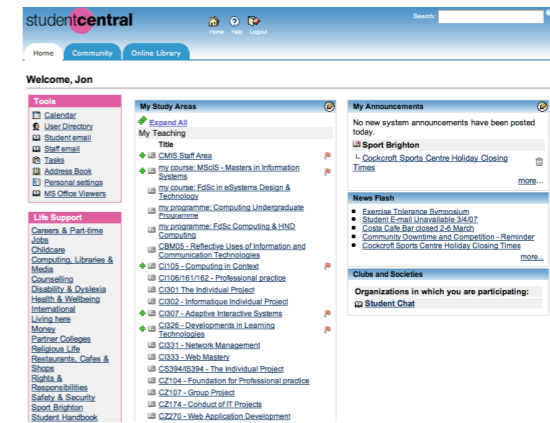 studentcentral
Home Help Logout
Search:
Home Community Online Library
Welcome, Jon
Tools
Calendar
User Directory
Student email
Staff email
Tasks
Address Book
Personal settings
MS Office Viewers
Life Support
Careers & Part-time
Jobs
Childcare
Computing, Libraries &
Media
Counselling
Disability & Dyslexia
Health & Wellbeing
International
Living here
Money
Partner Colleges
Religious Life
Restaurants, Cafes &
Shops
Rights &
Responsibilities
Safety & Security
Sport Brighton
Student Handbook
My Study Areas
Expand All
My Teaching
Title
CMIS Staff Area
my course: MScIS - Masters in Information
Systems
my course: FdSc in eSystems Design &
Technology
my programme: Computing Undergraduate
Programme
my programme: FdSc Computing & HND
Computing
CBM05 - Reflective Uses of Information and
Communication Technologies
CI105 - Computing in Context
CI106/161/162 - Professional practice
CI301 The Individual Project
CI302 - Informatique Individual Project
CI307 - Adaptive Interactive Systems
CI326 - Developments in Learning
Technologies
CI331 - Network Management
CI333 - Web Mastery
CS394/IS394 - The Individual Project
CZ104 - Foundation for Professional practice
CZ107 - Group Project
CZ174 - Conduct of IT Projects
CZ270 - Web Application Development
My Announcements
No new system announcements have been posted
today.
Sport Brighton
Cockcroft Sports Centre Holiday Closing
Times
more...
News Flash
Exercise Tolerance Symposium
Student E-mail Unavailable 3/4/07
Costa Cafe Bar closed 2-6 March
Community Downtime and Competition - Reminder
Cockcroft Sports Centre Holiday Closing Times
more...
Clubs and Societies
Organizations in which you are participating:
Student Chat